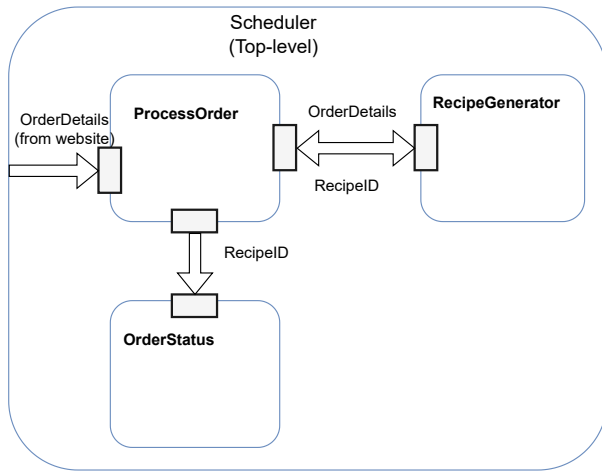 Scheduler
(Top-level)
OrderDetails
(from website)
ProcessOrder
OrderDetails
RecipeID
RecipeGenerator
RecipeID
OrderStatus